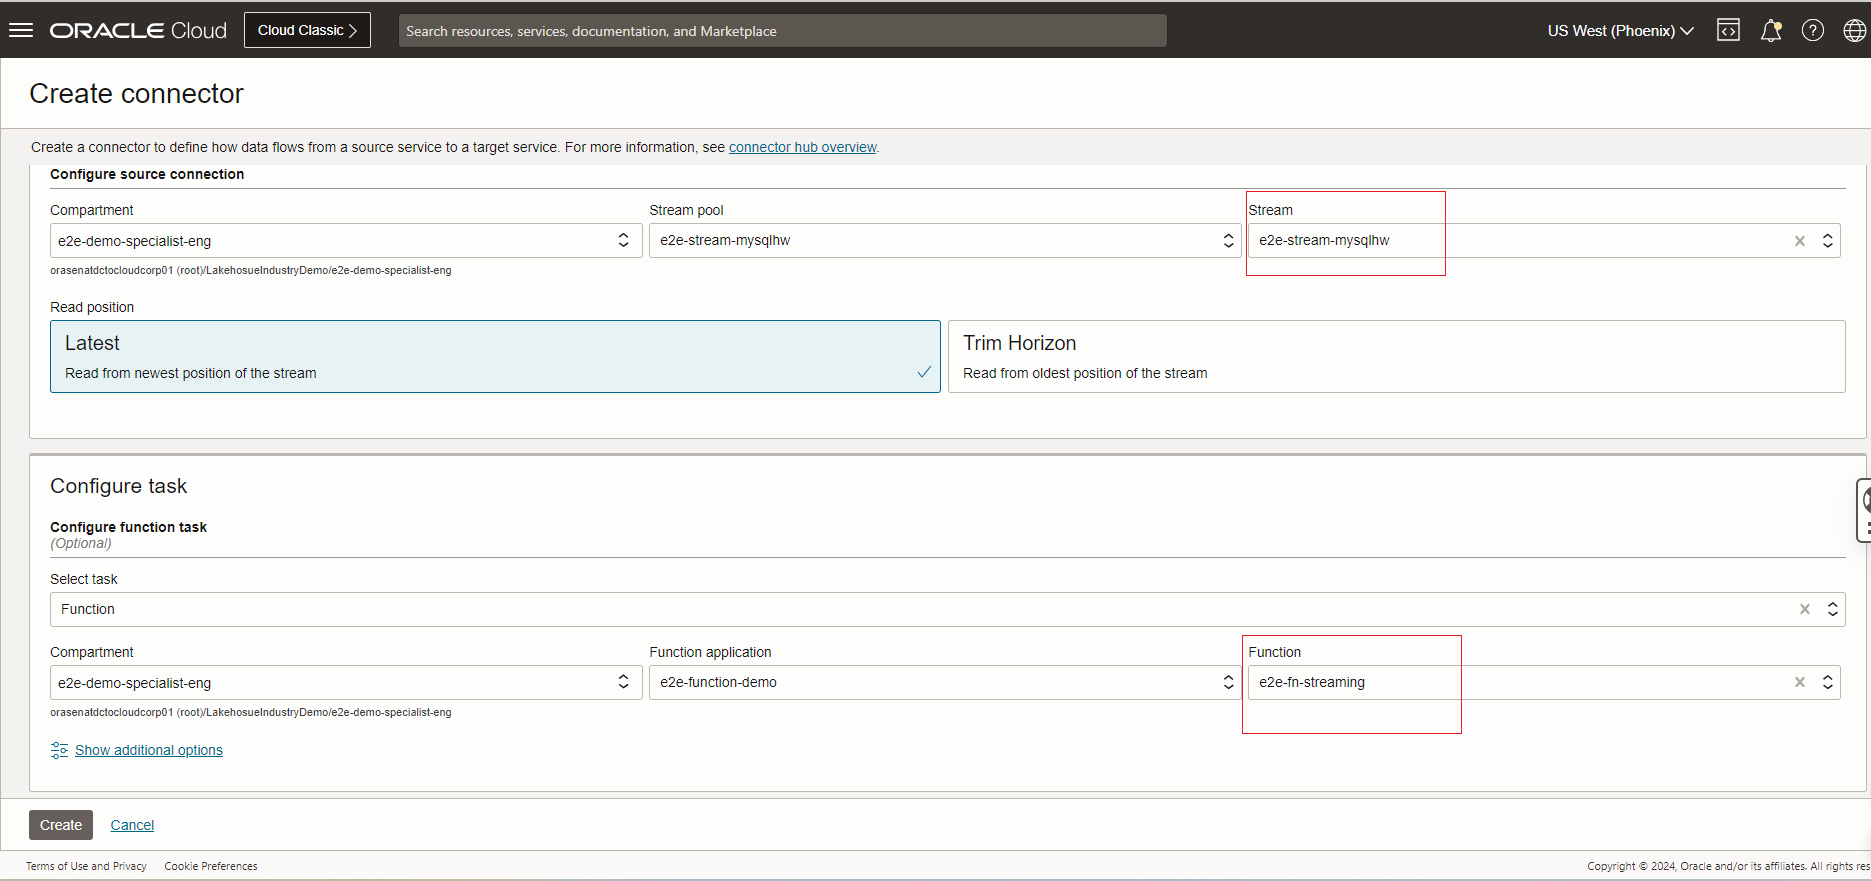 ORACLE Cloud
Cloud Classic
Search resources, services, documentation, and Marketplace
US West (Phoenix)
Create connector
Create a connector to define how data flows from a source service to a target service. For more information, see connector hub overview.
Configure source connection
Compartment
Stream pool
Stream
e2e-demo-specialist-eng
e2e-stream-mysqlhw
e2e-stream-mysqlhw
orasenatdctocloudcorp01 (root)/LakehosueIndustryDemo/e2e-demo-specialist-eng
Read position
Latest
Read from newest position of the stream
Trim Horizon
Read from oldest position of the stream
Configure task
Configure function task
(Optional)
Select task
Function
Compartment
Function application
Function
e2e-demo-specialist-eng
e2e-function-demo
e2e-fn-streaming
orasenatdctocloudcorp01 (root)/LakehosueIndustryDemo/e2e-demo-specialist-eng
Show additional options
Create
Cancel
Terms of Use and Privacy
Cookie Preferences
Copyright © 2024, Oracle and/or its affiliates. All rights res